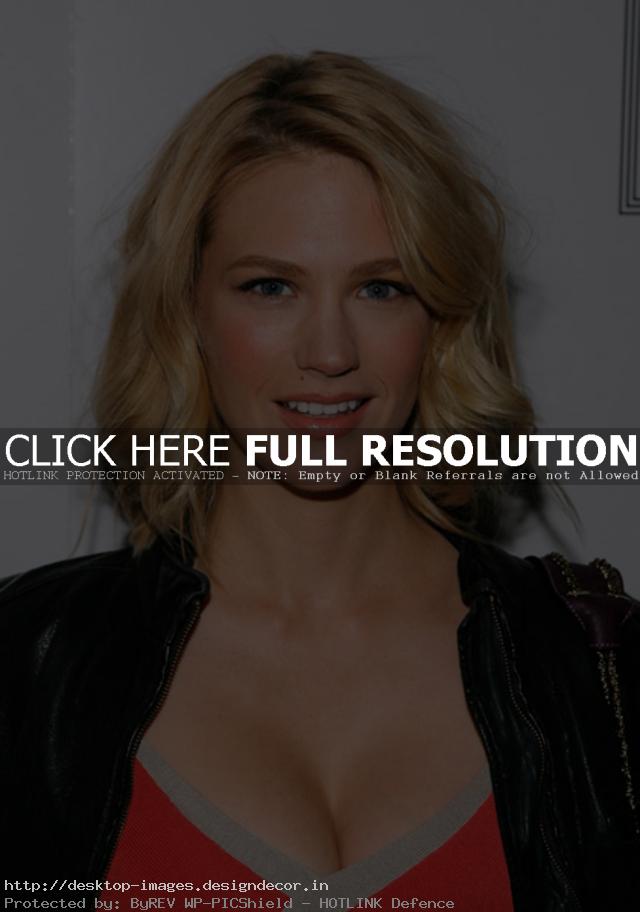 CLICK HERE FULL RESOLUTION
HOTLINK PROTECTION ACTIVATED - NOTE: Empty or Blank Referrals are not Allowed
http://desktop-images.designdecor.in
Protected by: ByREV WP-PICShield - HOTLINK Defence